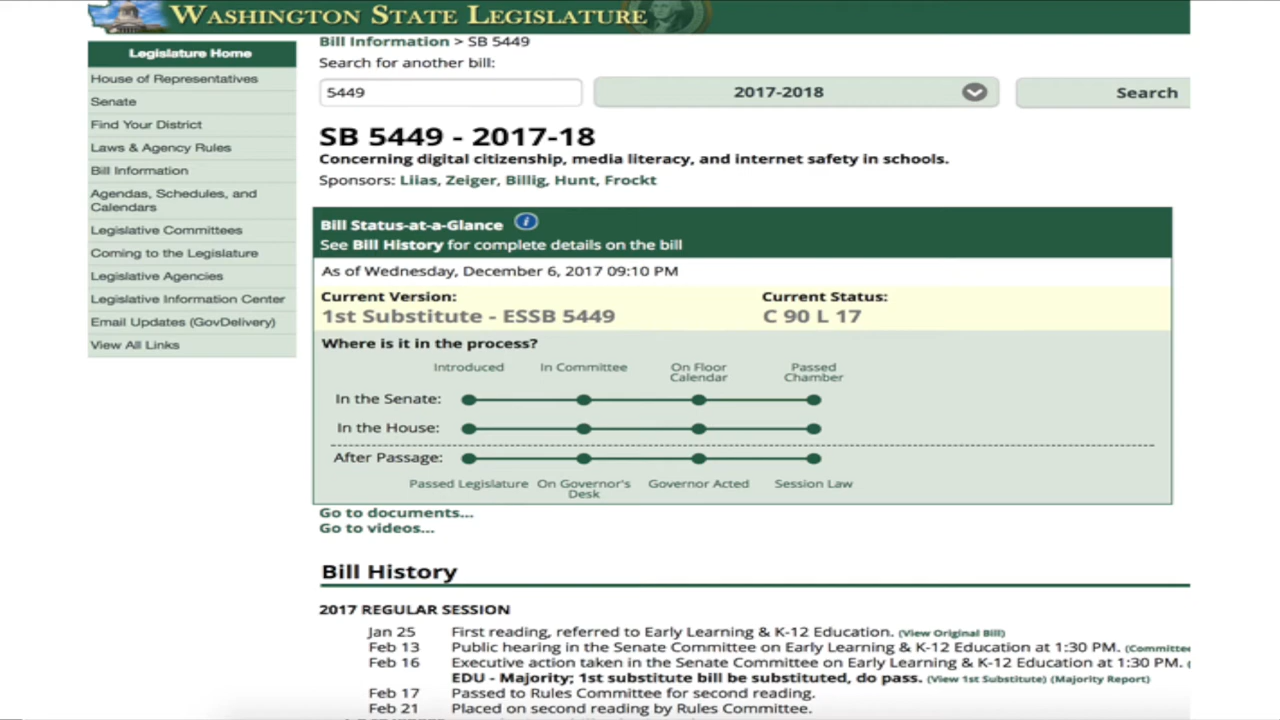 WASHINGTON STATE LEGISLATURE
Legislature Home
House of Representatives
Senate
Find Your District
Laws & Agency Rules
Bill Information
Agendas, Schedules, and
Calendars
Legislative Committees
Coming to the Legislature
Legislative Agencies
Legislative Information Center
Email Updates (GovDelivery)
View All Links
Bill Information > SB 5449
Search for another bill:
5449 2017-2018 Search
SB 5449 - 2017-18
Concerning digital citizenship, media literacy, and internet safety in schools.
Sponsors: Liias, Zeiger, Billig, Hunt, Frockt
Bill Status-at-a-Glance i
See Bill History for complete details on the bill
As of Wednesday, December 6, 2017 09:10 PM
Current Version: Current Status:
1st Substitute - ESSB 5449 C 90 L 17
Where is it in the process?
Introduced In Committee On Floor Calendar Passed Chamber
In the Senate:
In the House:
After Passage:
Passed Legislature On Governor's Desk Governor Acted Session Law
Go to documents...
Go to videos...
Bill History
2017 REGULAR SESSION
Jan 25 First reading, referred to Early Learning & K-12 Education. (View Original Bill)
Feb 13 Public hearing in the Senate Committee on Early Learning & K-12 Education at 1:30 PM. (Committee
Feb 16 Executive action taken in the Senate Committee on Early Learning & K-12 Education at 1:30 PM. (
EDU - Majority; 1st substitute bill be substituted, do pass. (View 1st Substitute) (Majority Report)
Feb 17 Passed to Rules Committee for second reading.
Feb 21 Placed on second reading by Rules Committee.